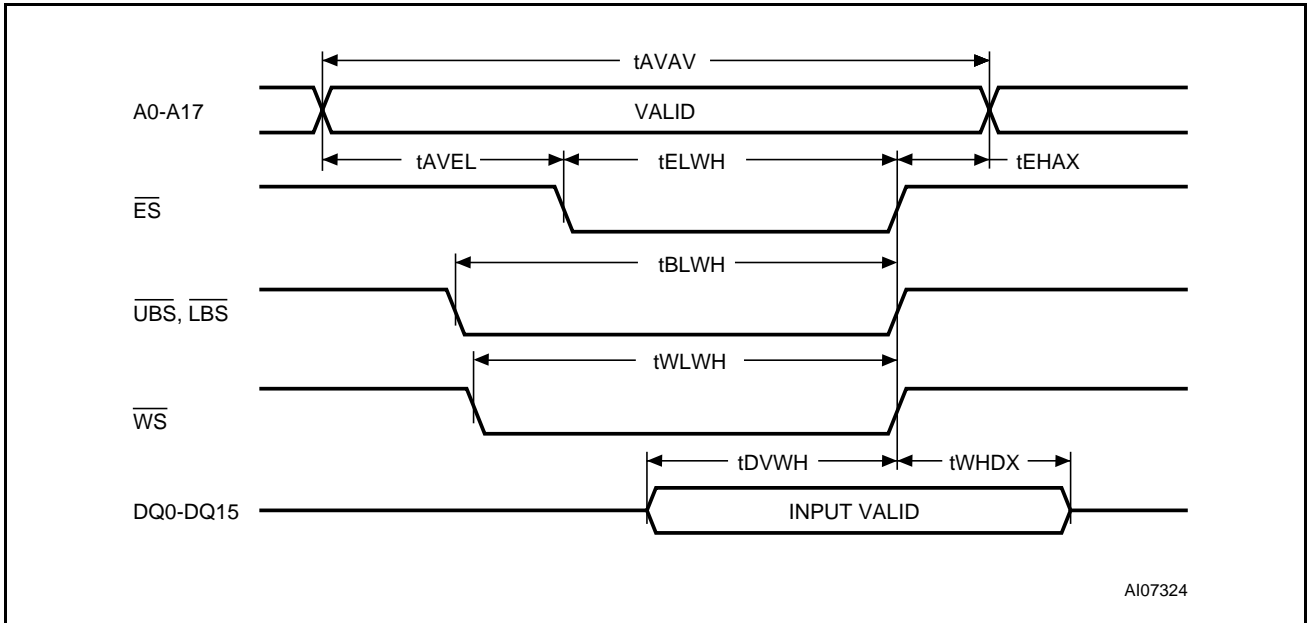 tAVAV
A0-A17 VALID
tAVEL tELWH tEHAX
ES
tBLWH
UBS, LBS
tWLWH
WS
tDVWH tWHDX
DQ0-DQ15 INPUT VALID
AI07324